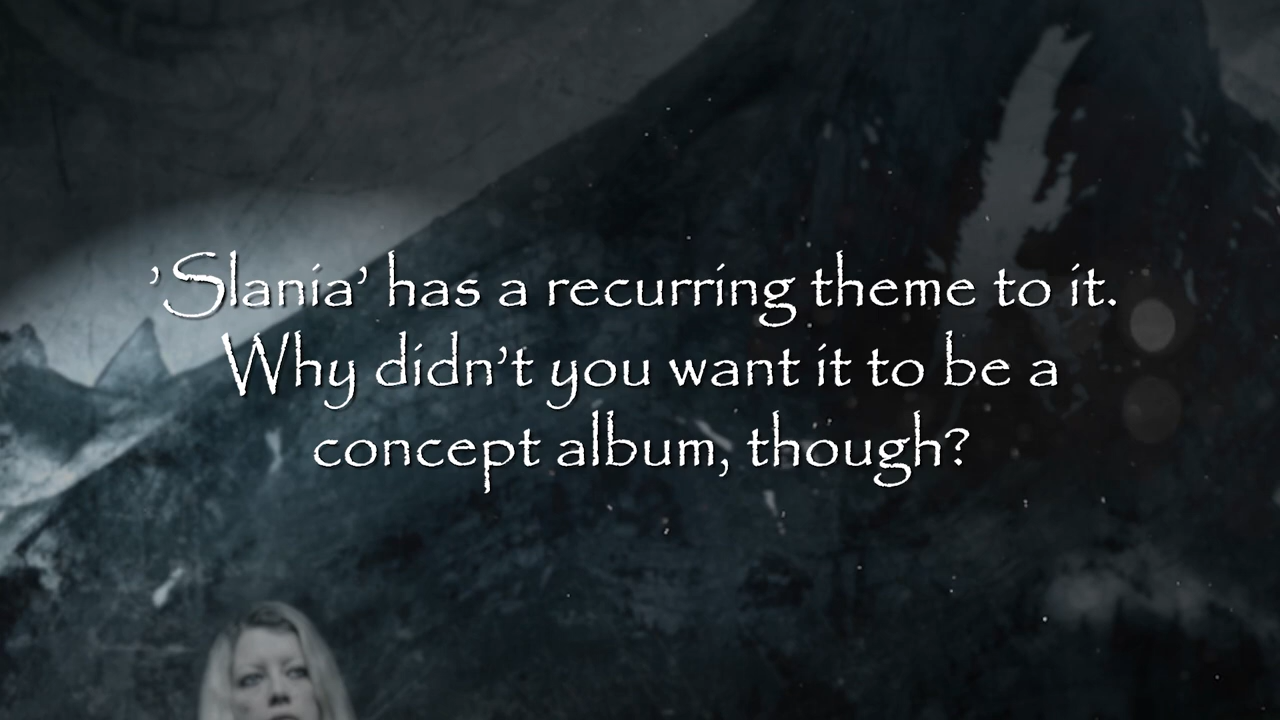 ’Slania’ has a recurring theme to it.
Why didn’t you want it to be a
concept album, though?